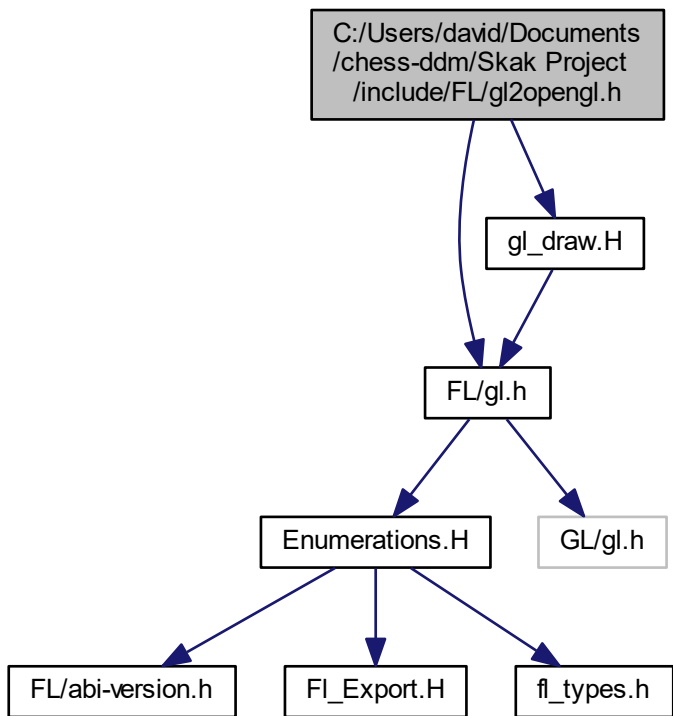 C:/Users/david/Documents
/chess-ddm/Skak Project
/include/FL/gl2opengl.h
gl_draw.H
FL/gl.h
Enumerations.H
GL/gl.h
FL/abi-version.h
Fl_Export.H
fl_types.h